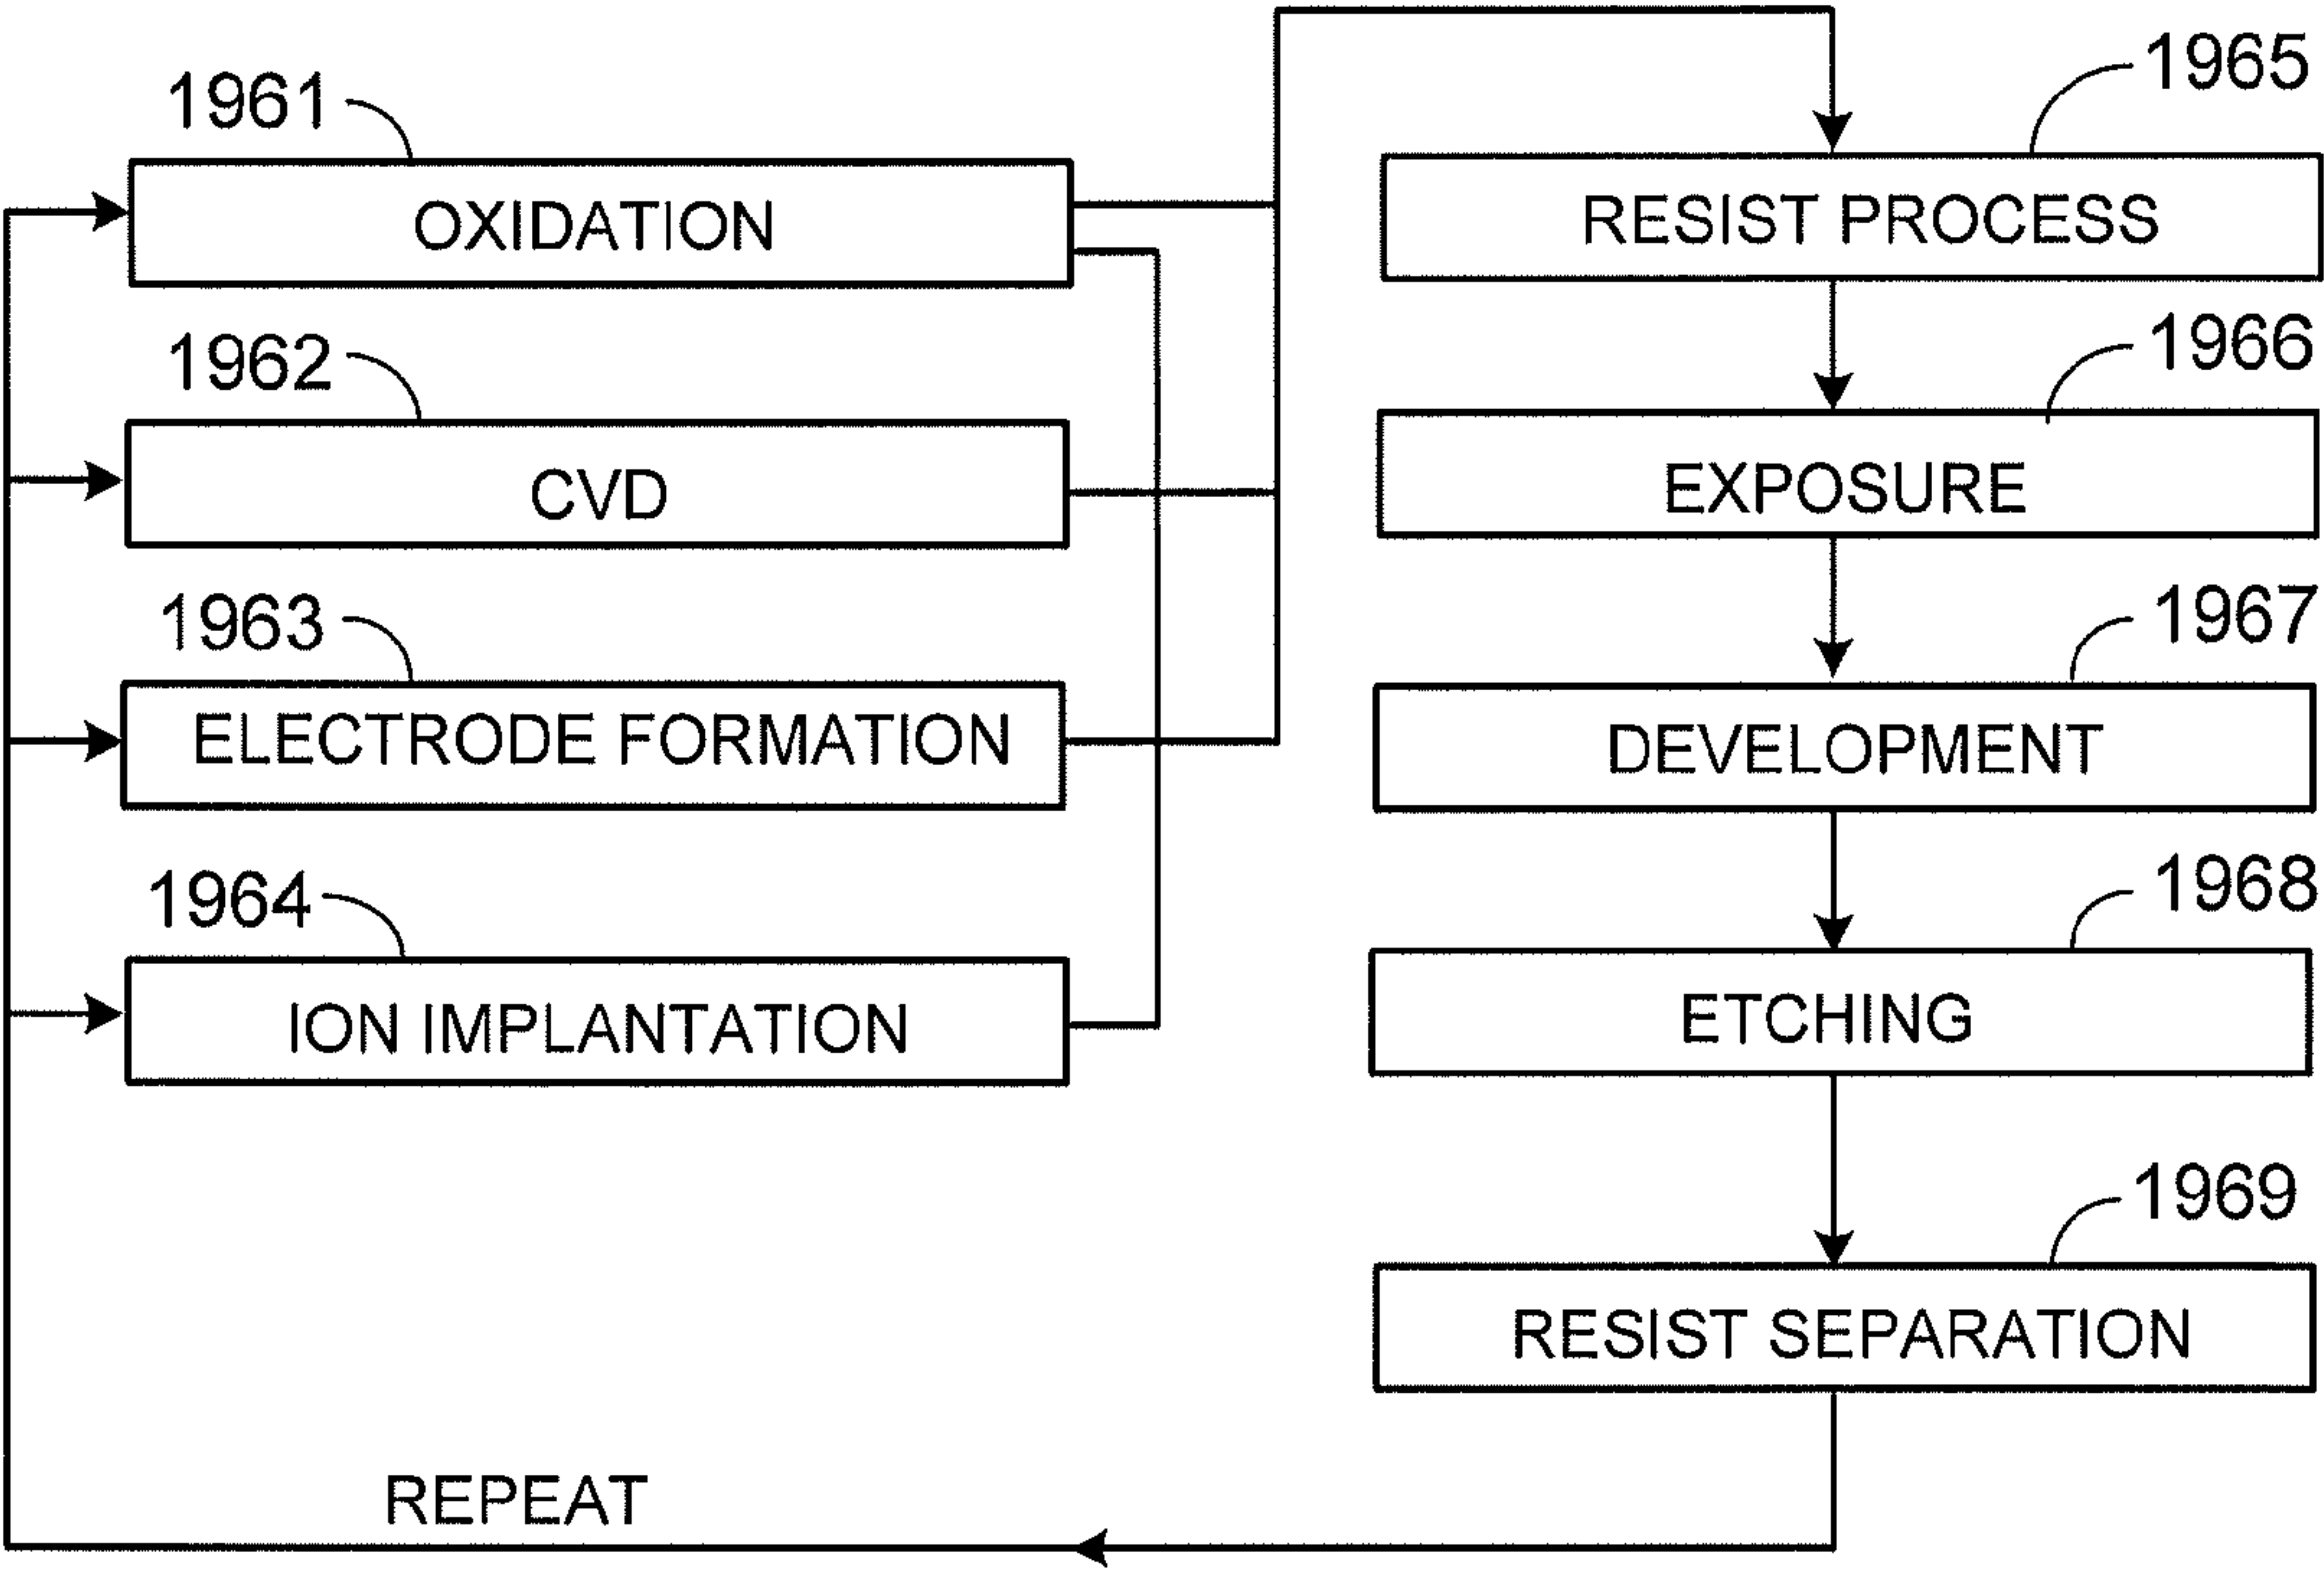 1961
OXIDATION
1962
CVD
1963
ELECTRODE FORMATION
1964
ION IMPLANTATION
1965
RESIST PROCESS
1966
EXPOSURE
1967
DEVELOPMENT
1968
ETCHING
1969
RESIST SEPARATION
REPEAT